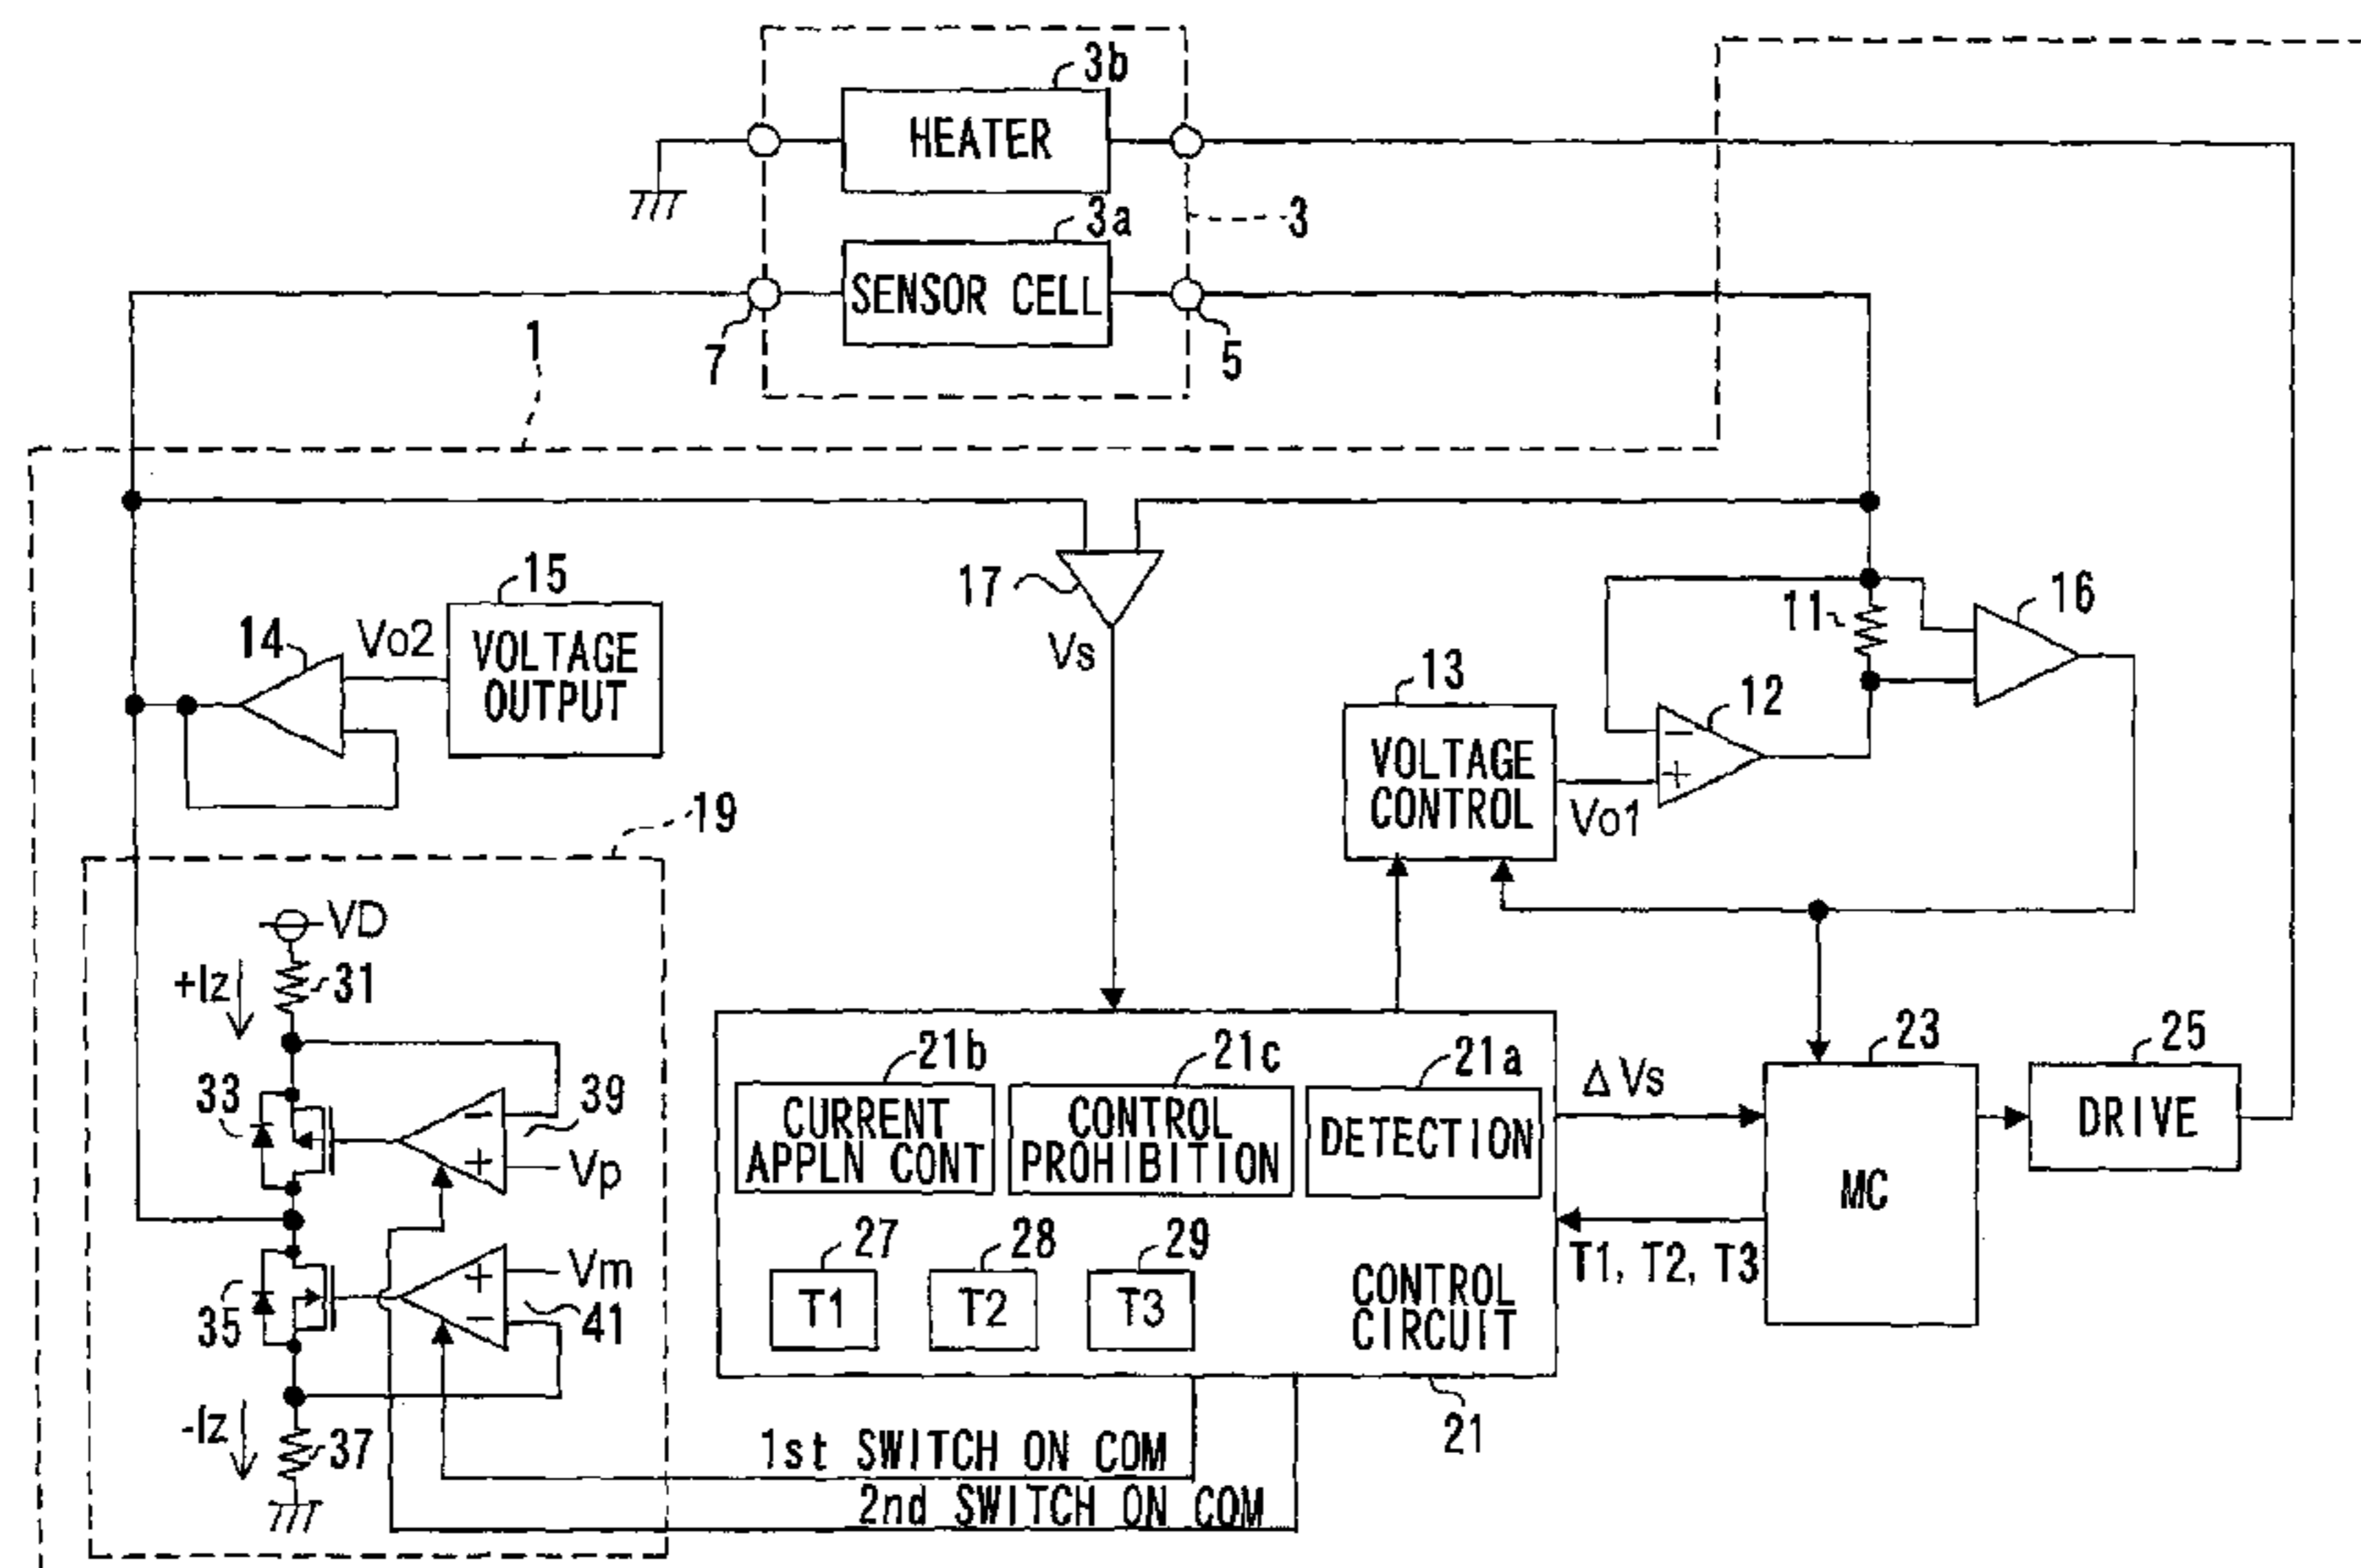 3b
HEATER
3a
3
SENSOR CELL
7
5
1
15
17
16
14
Vo2
VOLTAGE
OUTPUT
Vs
11
13
12
VOLTAGE
CONTROL
Vo1
19
VD
+Iz
31
33
39
Vp
Vm
35
41
-Iz
37
21b
21c
21a
CURRENT
APPLN CONT
CONTROL
PROHIBITION
DETECTION
ΔVs
23
25
MC
DRIVE
27
28
29
T1
T2
T3
T1, T2, T3
CONTROL
CIRCUIT
21
1st SWITCH ON COM
2nd SWITCH ON COM